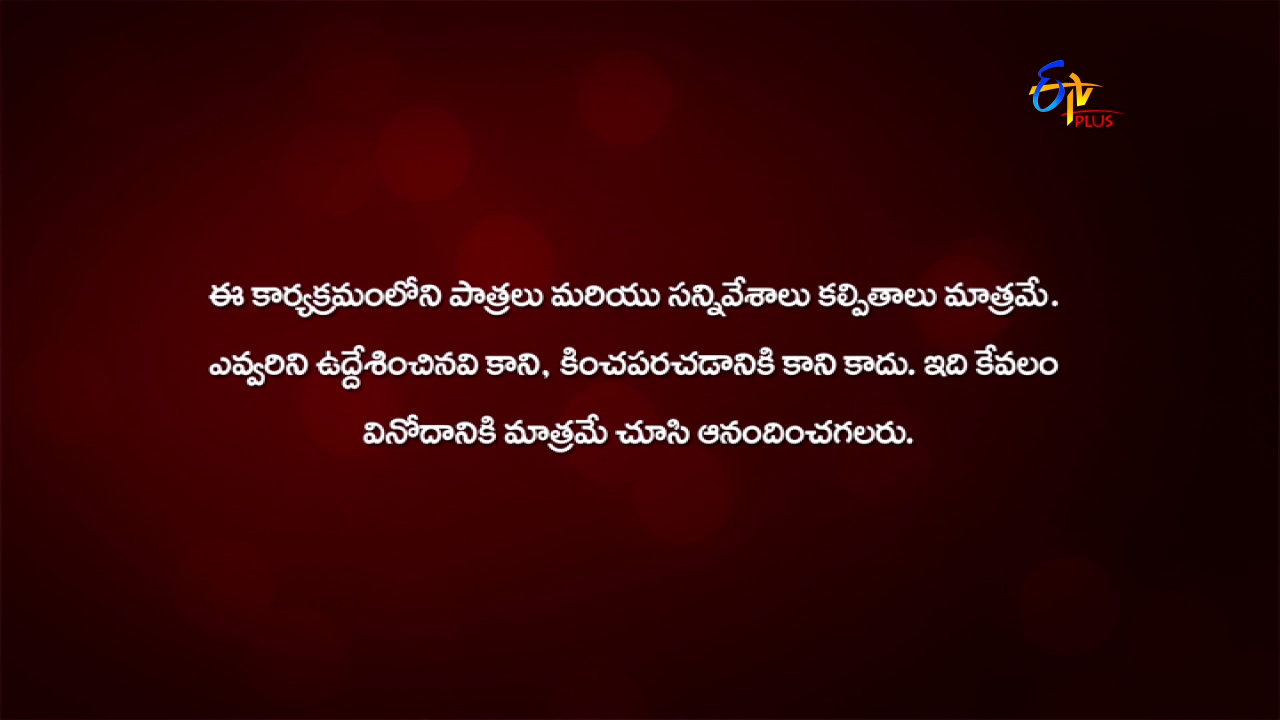 ETV
PLUS
ఈ కార్యక్రమంలోని పాత్రలు మరియు సన్నివేశాలు కల్పితాలు మాత్రమే.
ఎవ్వరిని ఉద్దేశించినవి కాని, కించపరచడానికి కాని కాదు. ఇది కేవలం
వినోదానికి మాత్రమే చూసి ఆనందించగలరు.